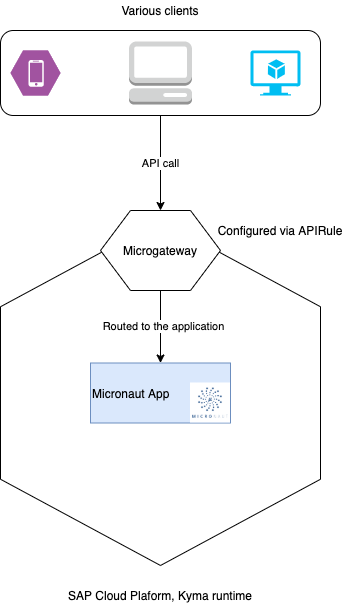 Various clients
API call
Configured via APIRule
Microgateway
Routed to the application
Micronaut App
MICRONAUT
SAP Cloud Plaform, Kyma runtime